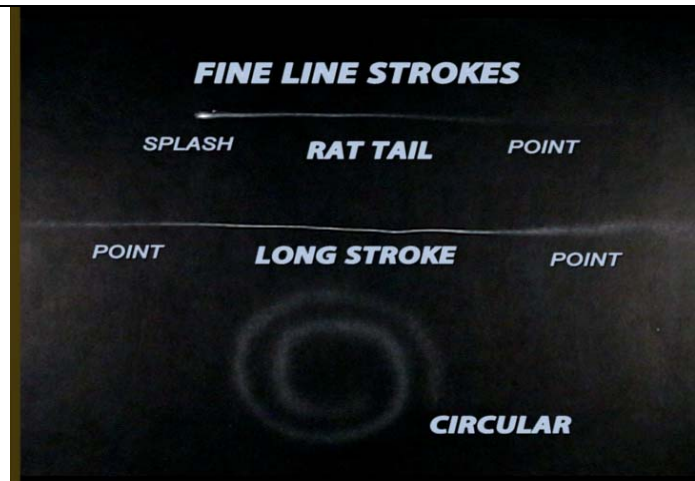 FINE LINE STROKES
SPLASH RAT TAIL POINT
POINT LONG STROKE POINT
CIRCULAR